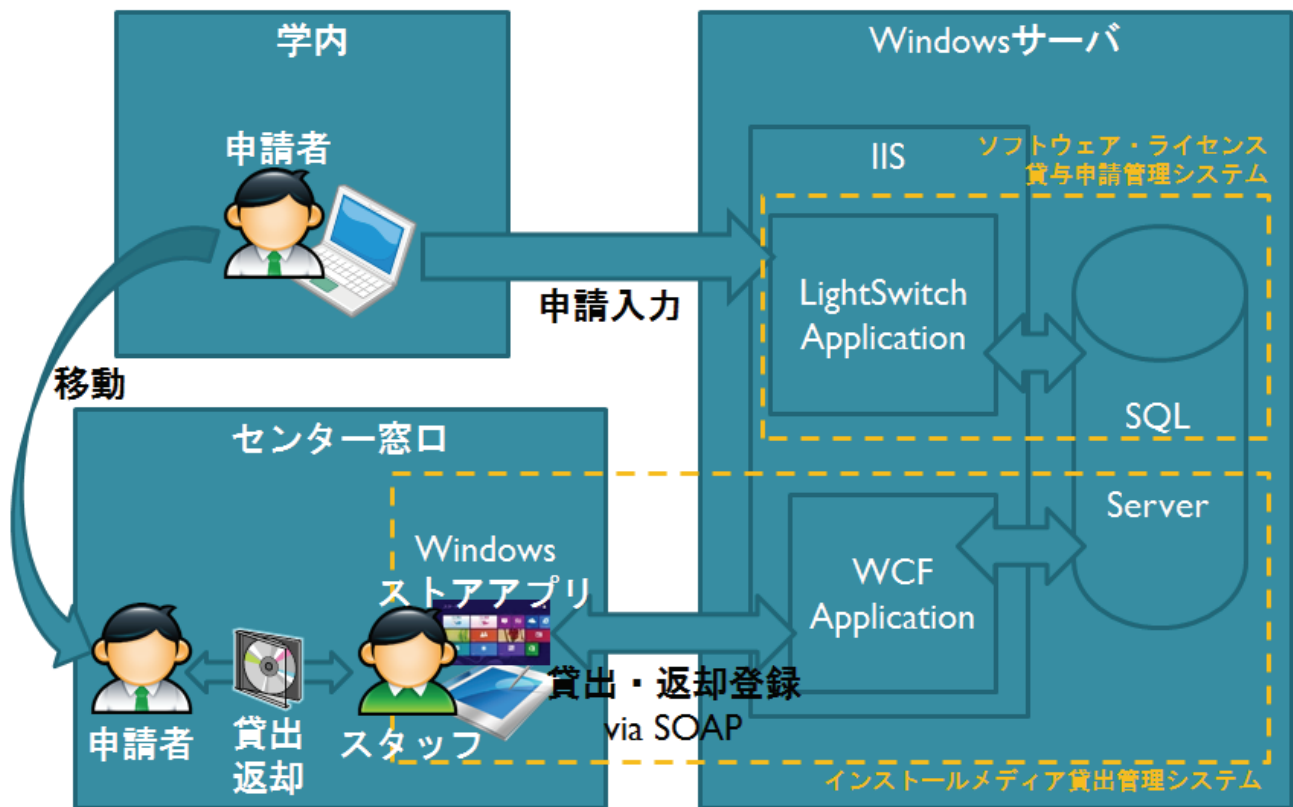 学内
申請者
移動
申請入力
Windowsサーバ
IIS
ソフトウェア・ライセンス
貸与申請管理システム
LightSwitch
Application
SQL
Server
WCF
Application
センター窓口
Windows
ストアアプリ
貸出・返却登録
via SOAP
申請者
貸出
返却
スタッフ
インストールメディア貸出管理システム